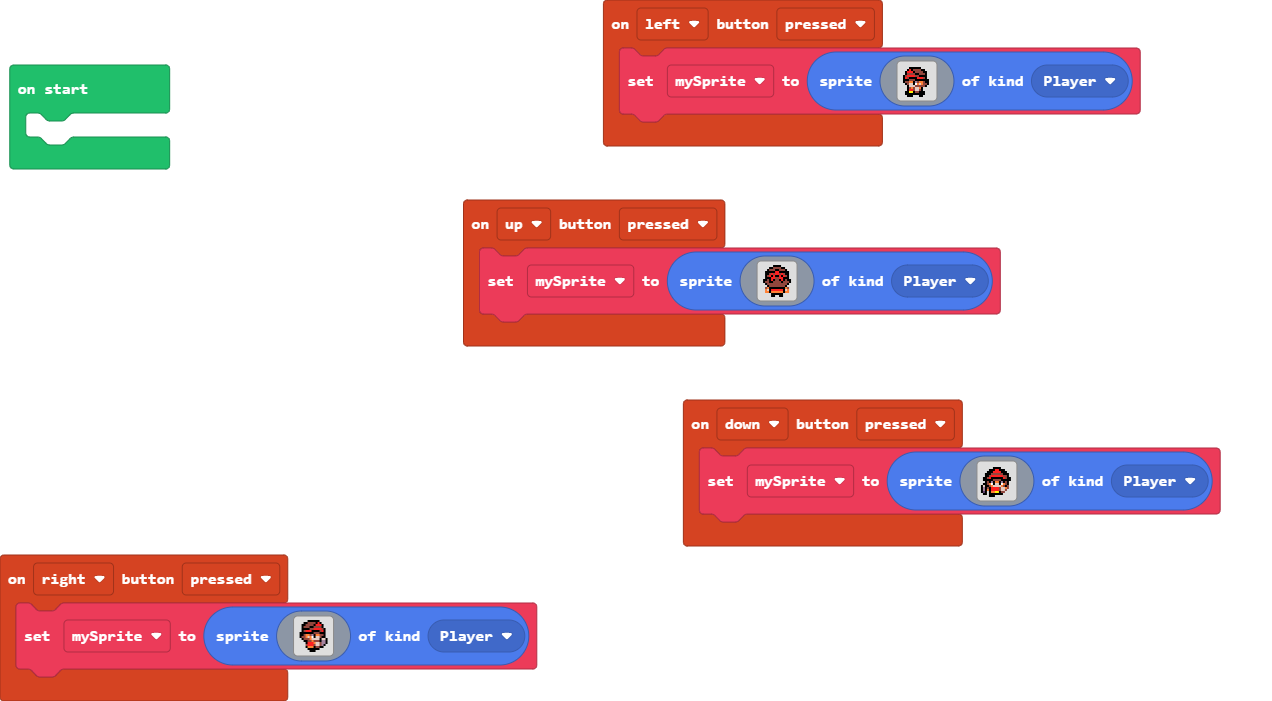 on left button pressed
set mySprite to sprite of kind Player
on start
on up button pressed
set mySprite to sprite of kind Player
on down button pressed
set mySprite to sprite of kind Player
on right button pressed
set mySprite to sprite of kind Player